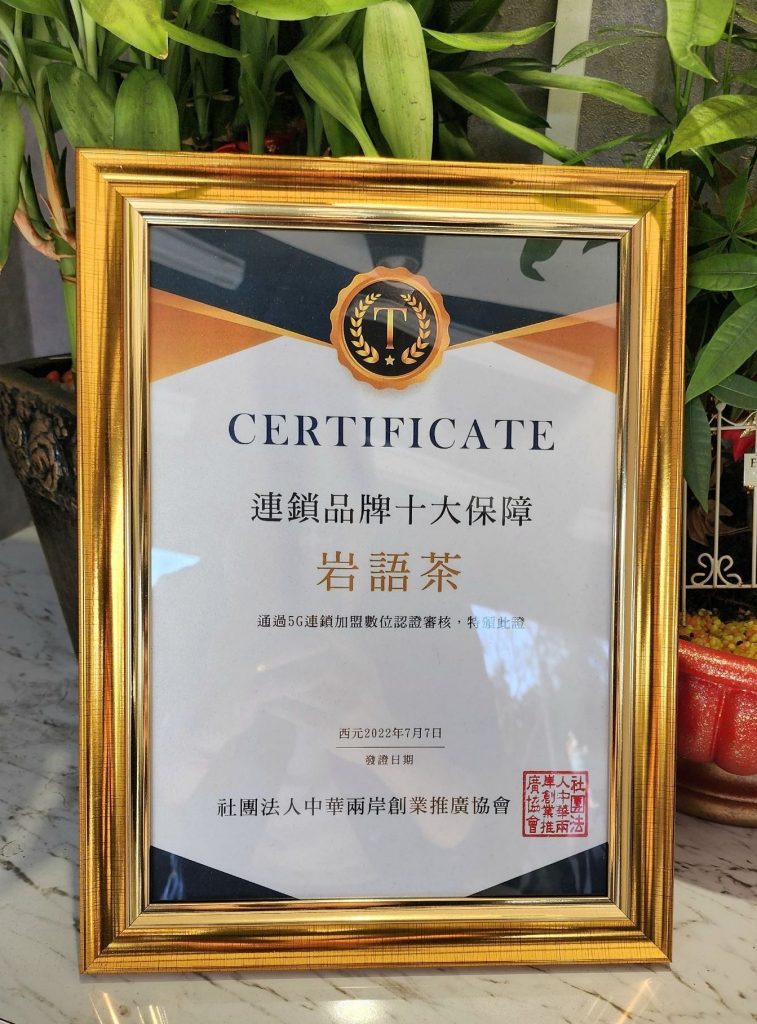 T
CERTIFICATE
連鎖品牌十大保障
岩語茶
通過5G連鎖加盟數位認證審核，特頒此證
西元2022年7月7日
發證日期
社團法人中華兩岸創業推廣協會
社團法
人中華兩
岸創業推
廣協會